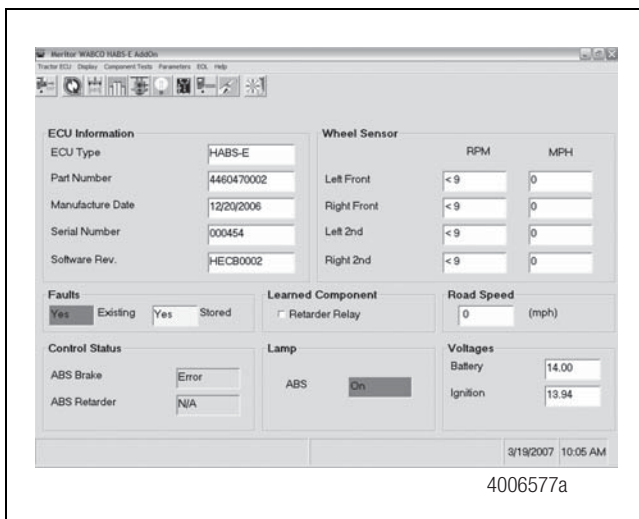 Meritor WABCO HABS-E AddOn
Tractor ECU Display Component Tests Parameters EOL Help
ECU Information
ECU Type HABS-E
Part Number 4460470002
Manufacture Date 12/20/2006
Serial Number 000454
Software Rev. HECB0002
Wheel Sensor
RPM MPH
Left Front < 9 0
Right Front < 9 0
Left 2nd < 9 0
Right 2nd < 9 0
Faults
Yes Existing Yes Stored
Learned Component
Retarder Relay
Road Speed
0 (mph)
Control Status
ABS Brake Error
ABS Retarder N/A
Lamp
ABS On
Voltages
Battery 14.00
Ignition 13.94
3/19/2007 10:05 AM
4006577a